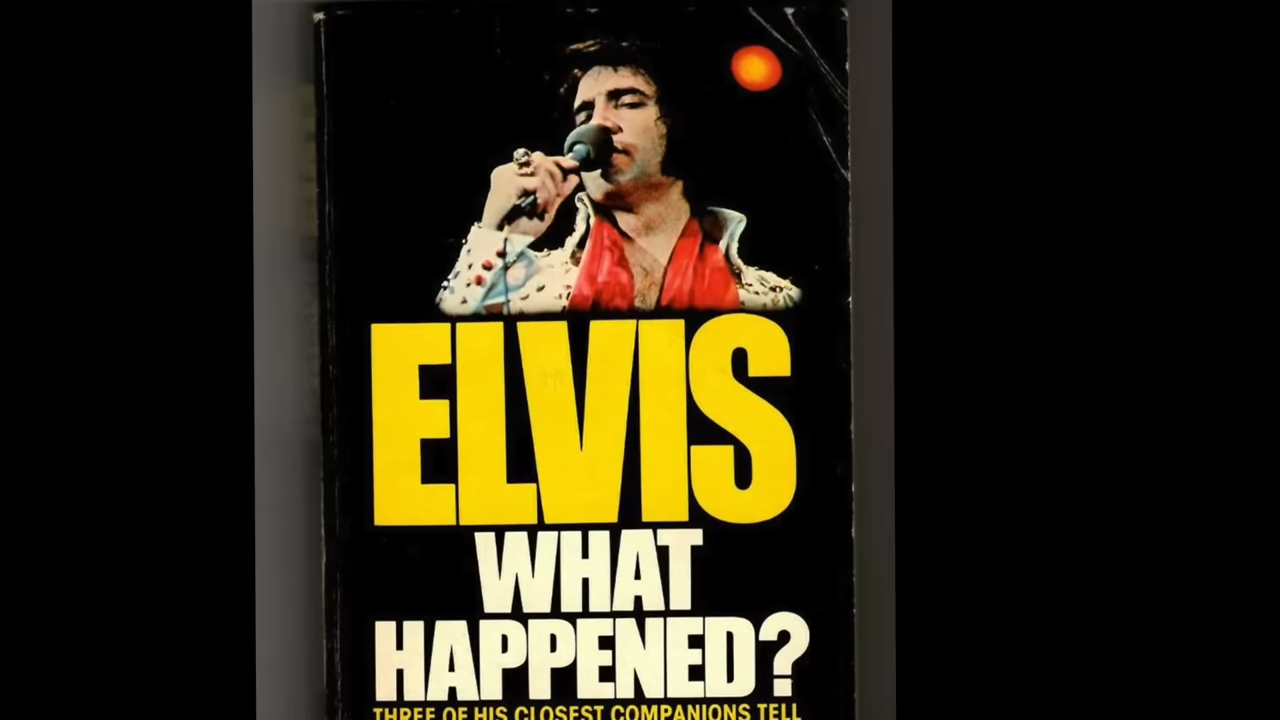 ELVIS
WHAT
HAPPENED?
THREE OF HIS CLOSEST COMPANIONS TELL